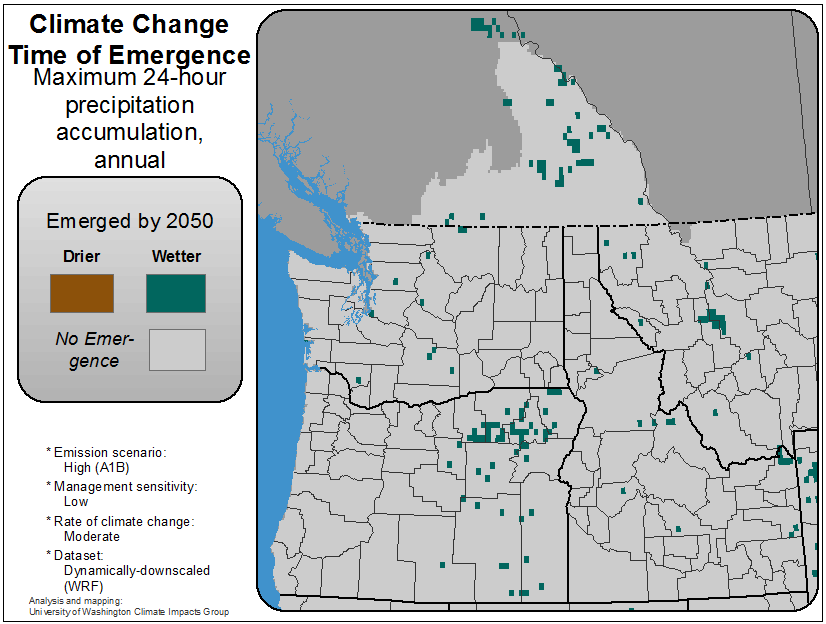 Climate Change
Time of Emergence
Maximum 24-hour
precipitation
accumulation,
annual
Emerged by 2050
Drier Wetter
No Emer-
gence
* Emission scenario:
High (A1B)
* Management sensitivity:
Low
* Rate of climate change:
Moderate
* Dataset:
Dynamically-downscaled
(WRF)
Analysis and mapping:
University of Washington Climate Impacts Group